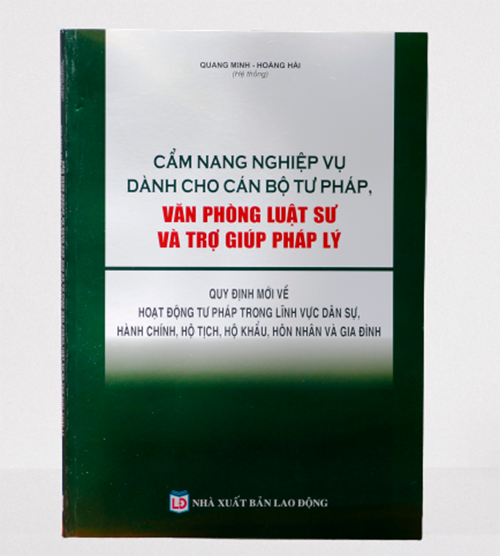 QUANG MINH - HOÀNG HẢI
(Hệ thống)
CẨM NANG NGHIỆP VỤ
DÀNH CHO CÁN BỘ TƯ PHÁP,
VĂN PHÒNG LUẬT SƯ
VÀ TRỢ GIÚP PHÁP LÝ
QUY ĐỊNH MỚI VỀ
HOẠT ĐỘNG TƯ PHÁP TRONG LĨNH VỰC DÂN SỰ,
HÀNH CHÍNH, HỘ TỊCH, HỘ KHẨU, HÔN NHÂN VÀ GIA ĐÌNH
LĐ NHÀ XUẤT BẢN LAO ĐỘNG